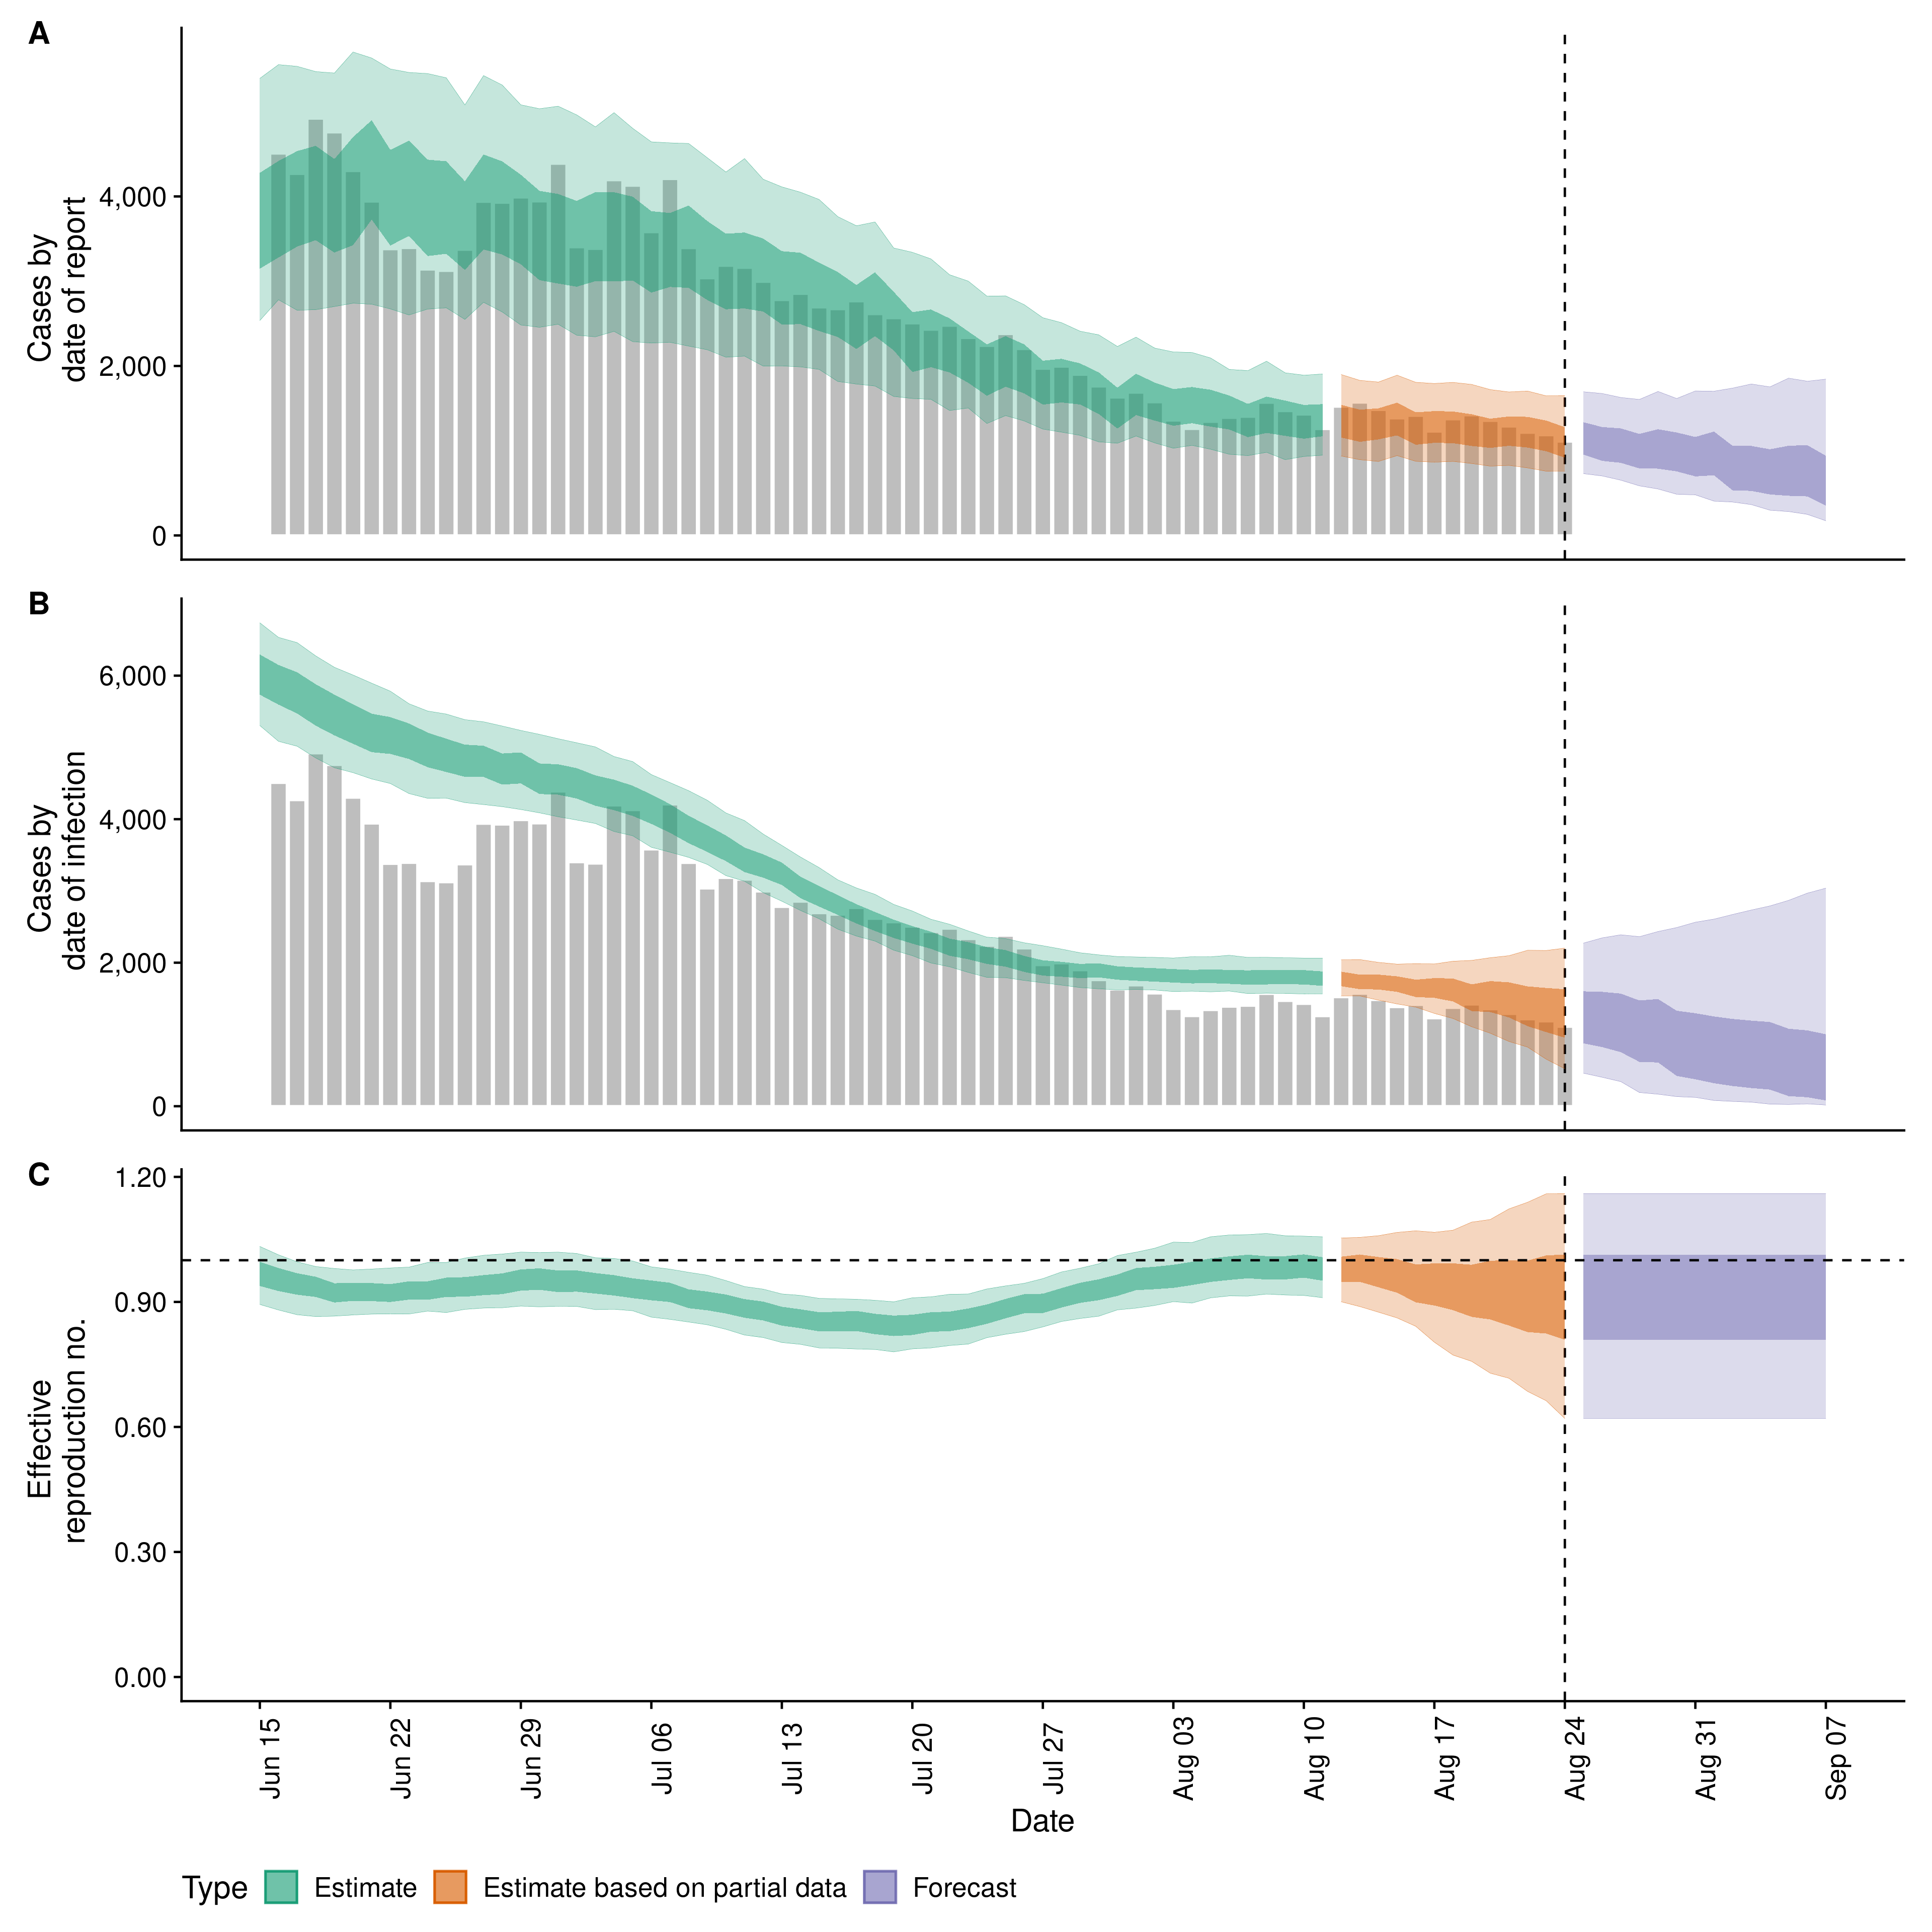 A
Cases by
date of report
4,000
2,000
0
B
Cases by
date of infection
6,000
4,000
2,000
0
C
Effective
reproduction no.
1.20
0.90
0.60
0.30
0.00
Jun 15
Jun 22
Jun 29
Jul 06
Jul 13
Jul 20
Jul 27
Aug 03
Aug 10
Aug 17
Aug 24
Aug 31
Sep 07
Date
Type Estimate Estimate based on partial data Forecast